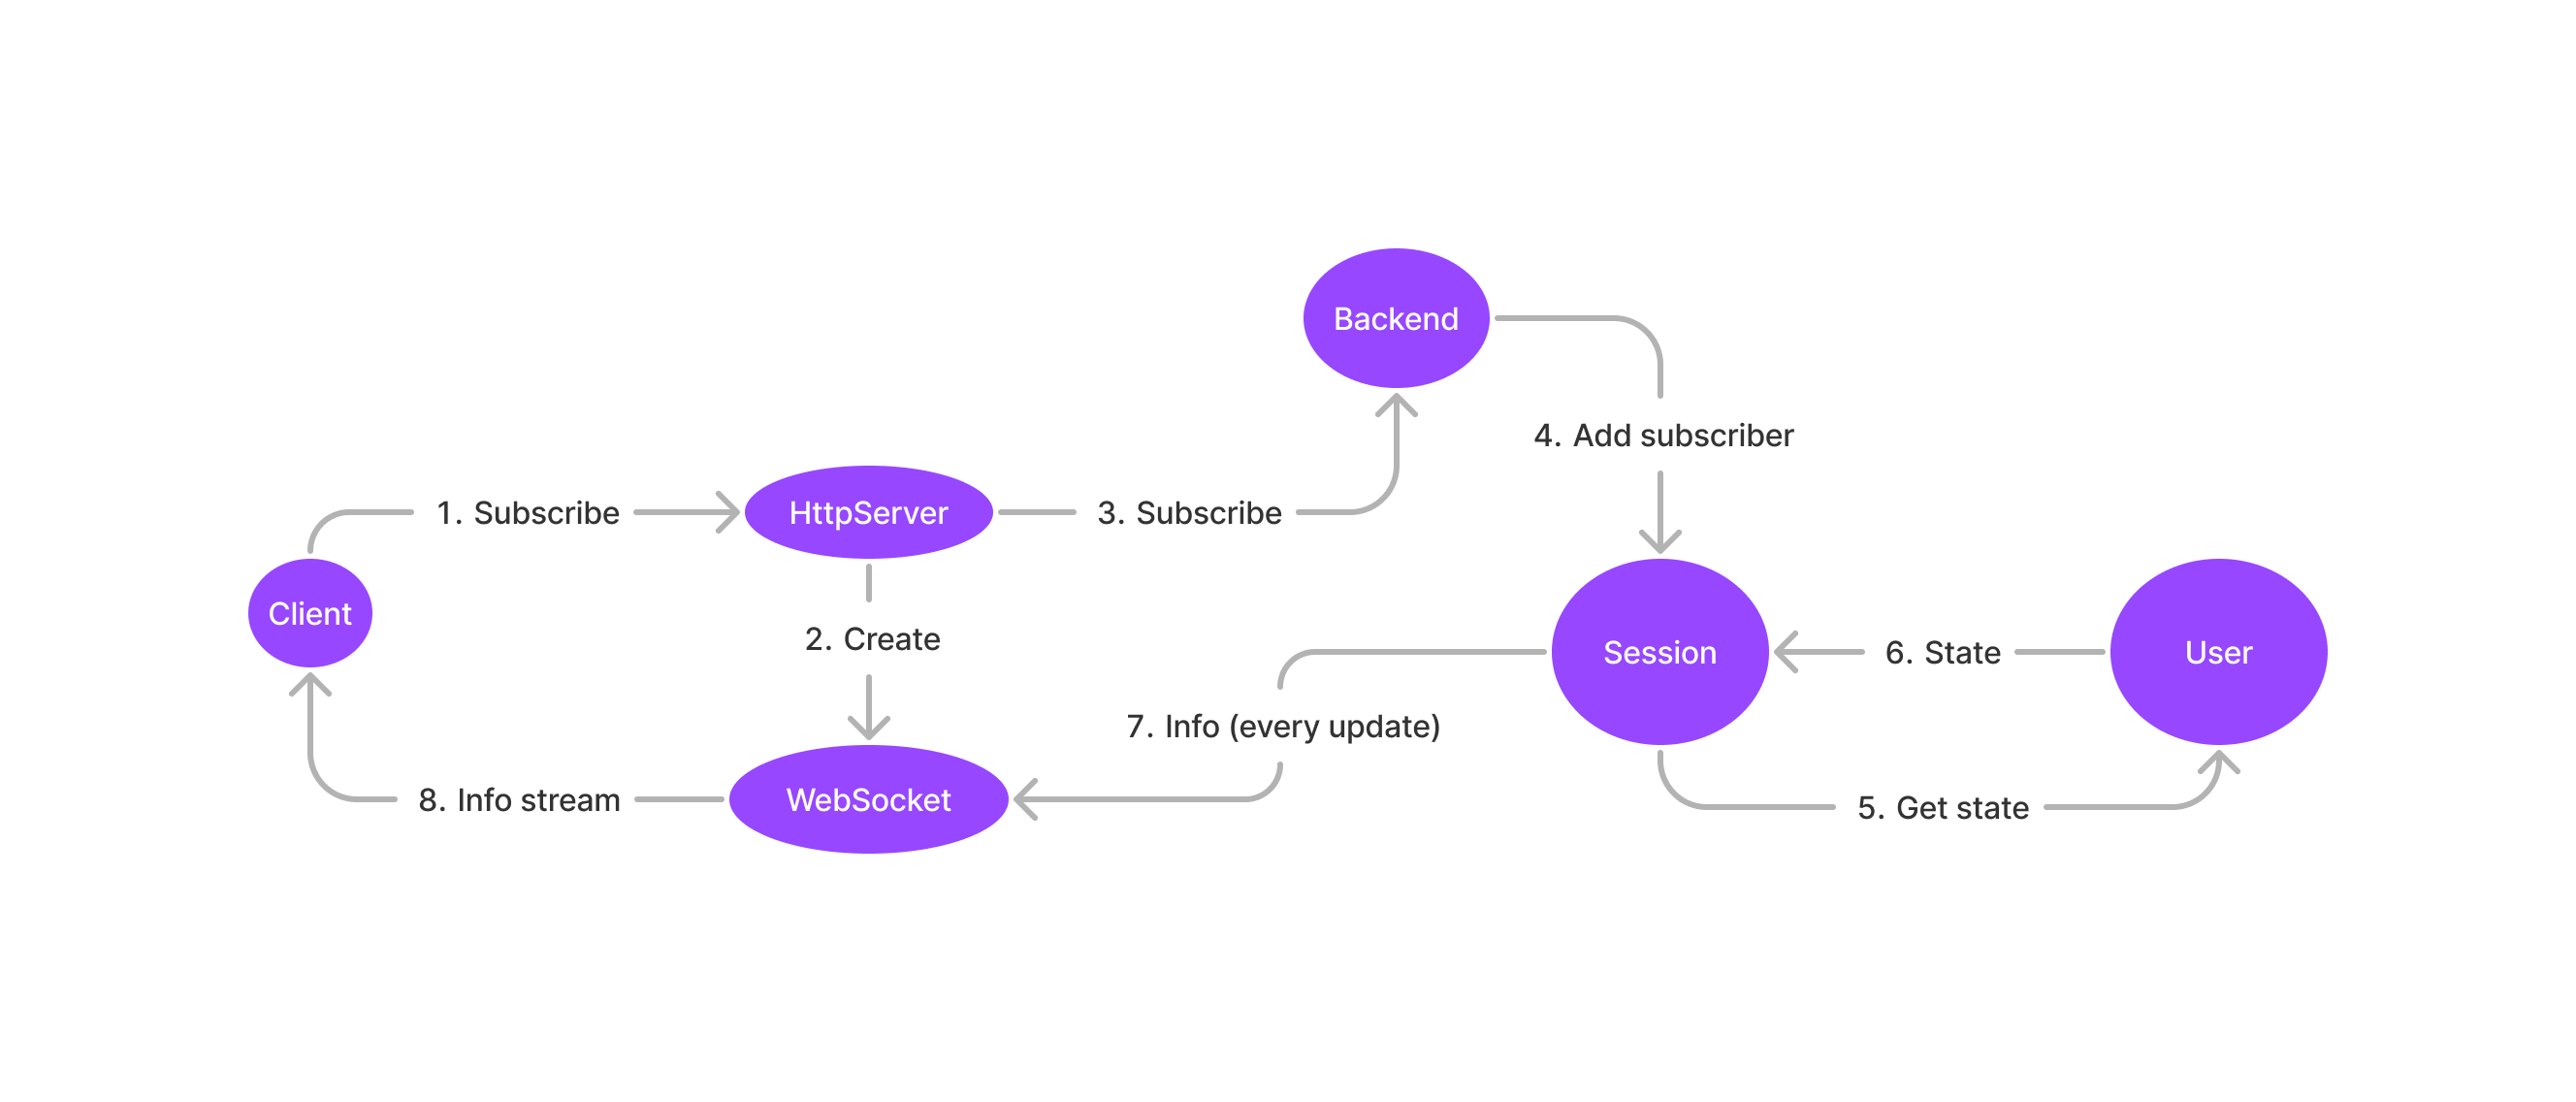 Backend
4. Add subscriber
1. Subscribe
HttpServer
3. Subscribe
Client
2. Create
Session
6. State
User
7. Info (every update)
8. Info stream
WebSocket
5. Get state